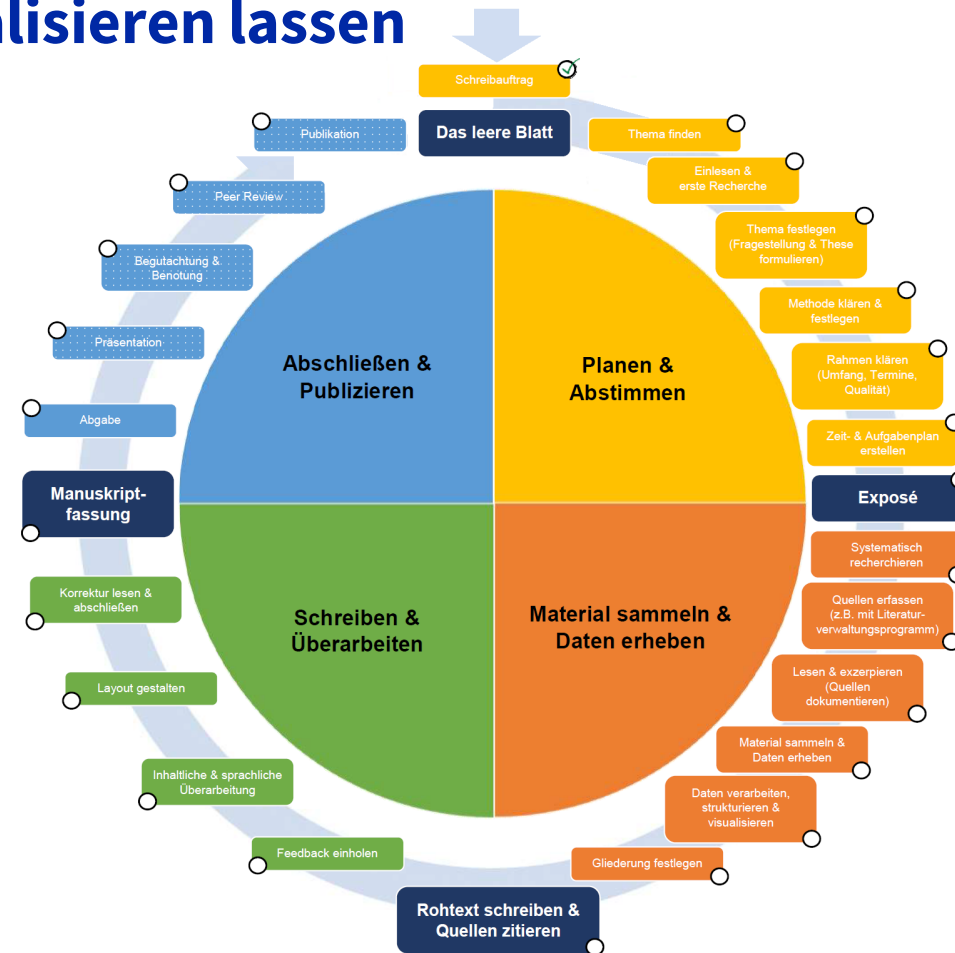 alisieren lassen
Schreibauftrag
Das leere Blatt
Thema finden
Einlesen &
erste Recherche
Thema festlegen
(Fragestellung & These
formulieren)
Methode klären &
festlegen
Rahmen klären
(Umfang, Termine,
Qualität)
Zeit- & Aufgabenplan
erstellen
Exposé
Systematisch
recherchieren
Quellen erfassen
(z.B. mit Literatur-
verwaltungsprogramm)
Lesen & exzerpieren
(Quellen
dokumentieren)
Material sammeln &
Daten erheben
Daten verarbeiten,
strukturieren &
visualisieren
Gliederung festlegen
Rohtext schreiben &
Quellen zitieren
Feedback einholen
Inhaltliche & sprachliche
Überarbeitung
Layout gestalten
Korrektur lesen &
abschließen
Manuskript-
fassung
Abgabe
Präsentation
Begutachtung &
Benotung
Peer Review
Publikation
Abschließen &
Publizieren
Planen &
Abstimmen
Schreiben &
Überarbeiten
Material sammeln &
Daten erheben